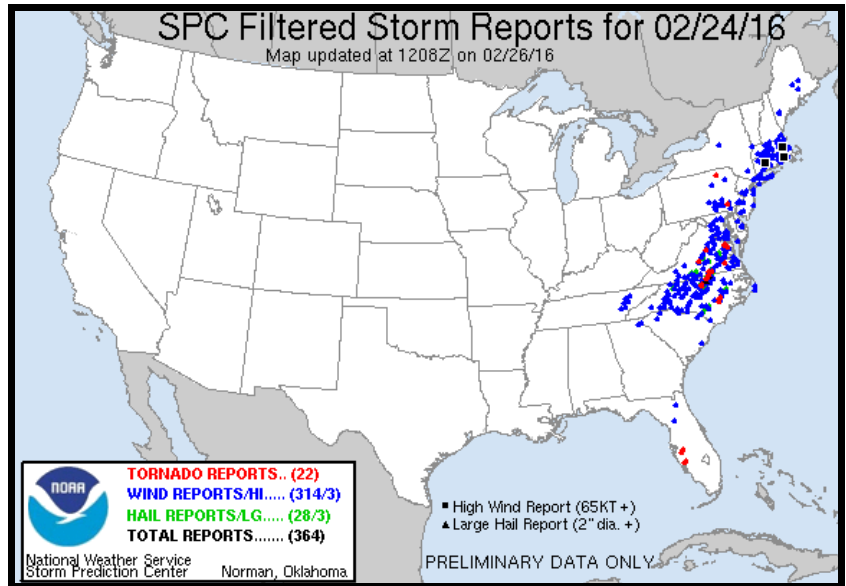 SPC Filtered Storm Reports for 02/24/16
Map updated at 1208Z on 02/26/16
NOAA
TORNADO REPORTS.. (22)
WIND REPORTS/HI..... (314/3)
HAIL REPORTS/LG..... (28/3)
TOTAL REPORTS....... (364)
National Weather Service
Storm Prediction Center Norman, Oklahoma
High Wind Report (65KT +)
Large Hail Report (2" dia. +)
PRELIMINARY DATA ONLY